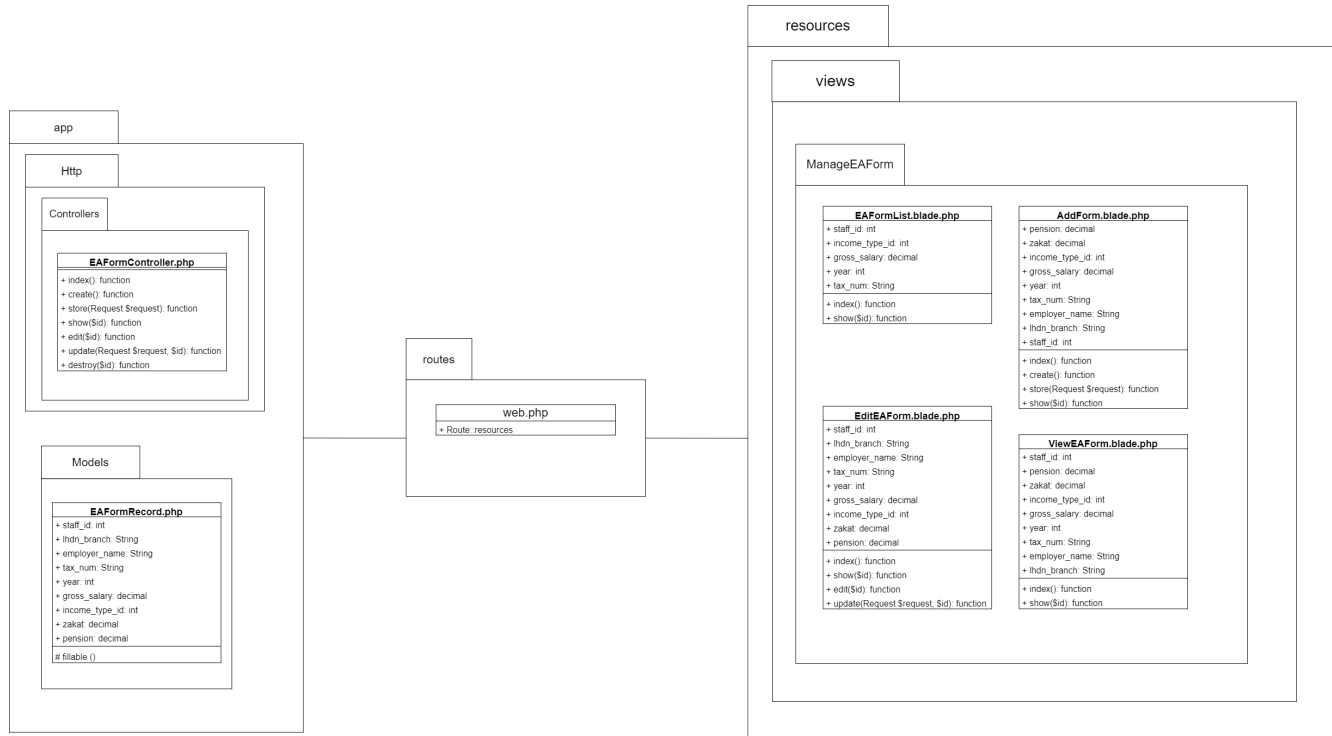 app
Http
Controllers
EAFormController.php
+ index(): function
+ create(): function
+ store(Request $request): function
+ show($id): function
+ edit($id): function
+ update(Request $request, $id): function
+ destroy($id): function
Models
EAFormRecord.php
+ staff_id: int
+ lhdn_branch: String
+ employer_name: String
+ tax_num: String
+ year: int
+ gross_salary: decimal
+ income_type_id: int
+ zakat: decimal
+ pension: decimal
# fillable ()
routes
web.php
+ Route::resources
resources
views
ManageEAForm
EAFormList.blade.php
+ staff_id: int
+ income_type_id: int
+ gross_salary: decimal
+ year: int
+ tax_num: String
+ index(): function
+ show($id): function
AddForm.blade.php
+ pension: decimal
+ zakat: decimal
+ income_type_id: int
+ gross_salary: decimal
+ year: int
+ tax_num: String
+ employer_name: String
+ lhdn_branch: String
+ staff_id: int
+ index(): function
+ create(): function
+ store(Request $request): function
+ show($id): function
EditEAForm.blade.php
+ staff_id: int
+ lhdn_branch: String
+ employer_name: String
+ tax_num: String
+ year: int
+ gross_salary: decimal
+ income_type_id: int
+ zakat: decimal
+ pension: decimal
+ index(): function
+ show($id): function
+ edit($id): function
+ update(Request $request, $id): function
ViewEAForm.blade.php
+ staff_id: int
+ pension: decimal
+ zakat: decimal
+ income_type_id: int
+ gross_salary: decimal
+ year: int
+ tax_num: String
+ employer_name: String
+ lhdn_branch: String
+ index(): function
+ show($id): function